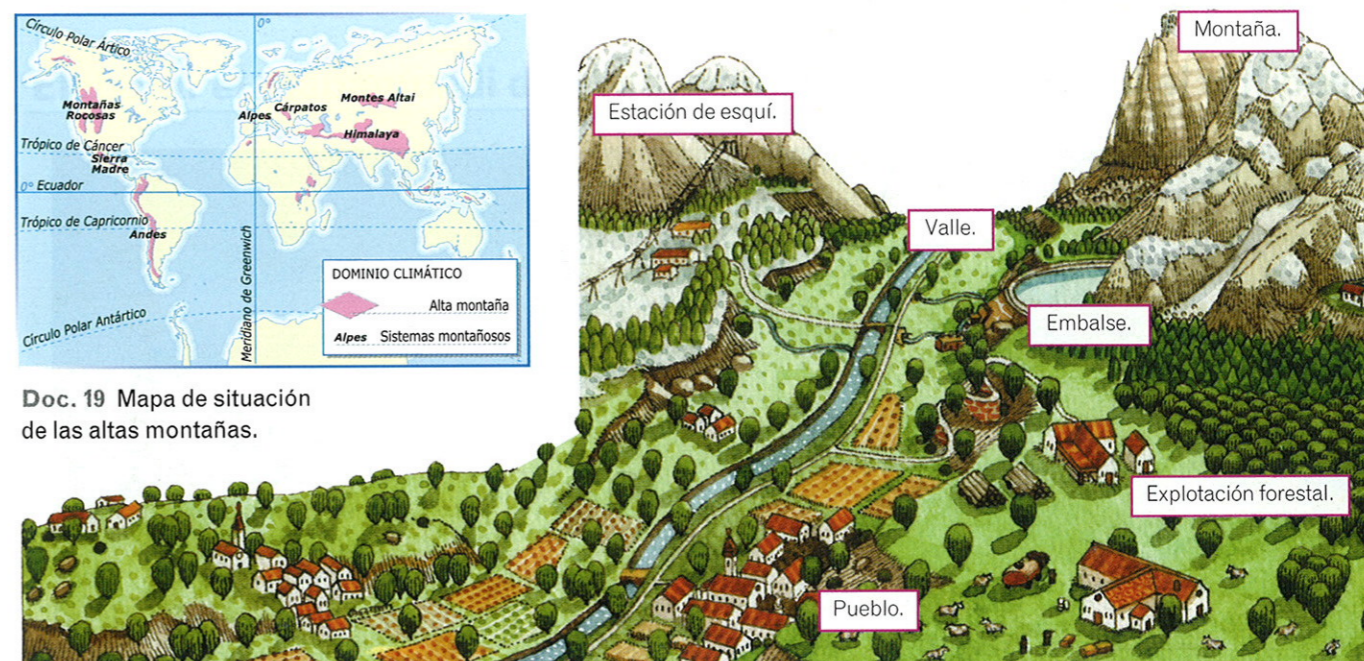 Círculo Polar Ártico
0°
Montañas
Rocosas
Alpes
Cárpatos
Montes Altai
Himalaya
Trópico de Cáncer
Sierra
Madre
0° Ecuador
Trópico de Capricornio
Andes
Meridiano de Greenwich
Círculo Polar Antártico
DOMINIO CLIMÁTICO
Alta montaña
Alpes Sistemas montañosos
Doc. 19 Mapa de situación
de las altas montañas.
Montaña.
Estación de esquí.
Valle.
Embalse.
Explotación forestal.
Pueblo.